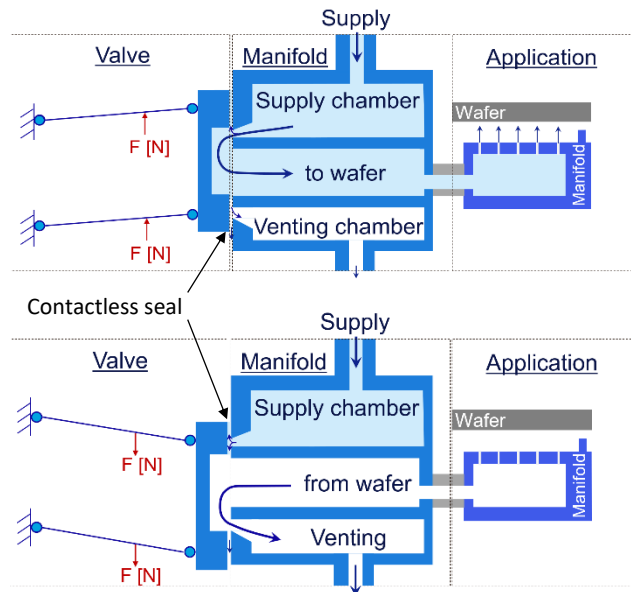 Supply
Valve
Manifold
Application
Supply chamber
Wafer
F [N]
to wafer
Manifold
Venting chamber
F [N]
Contactless seal
Supply
Valve
Manifold
Application
Supply chamber
Wafer
F [N]
from wafer
Manifold
Venting
F [N]